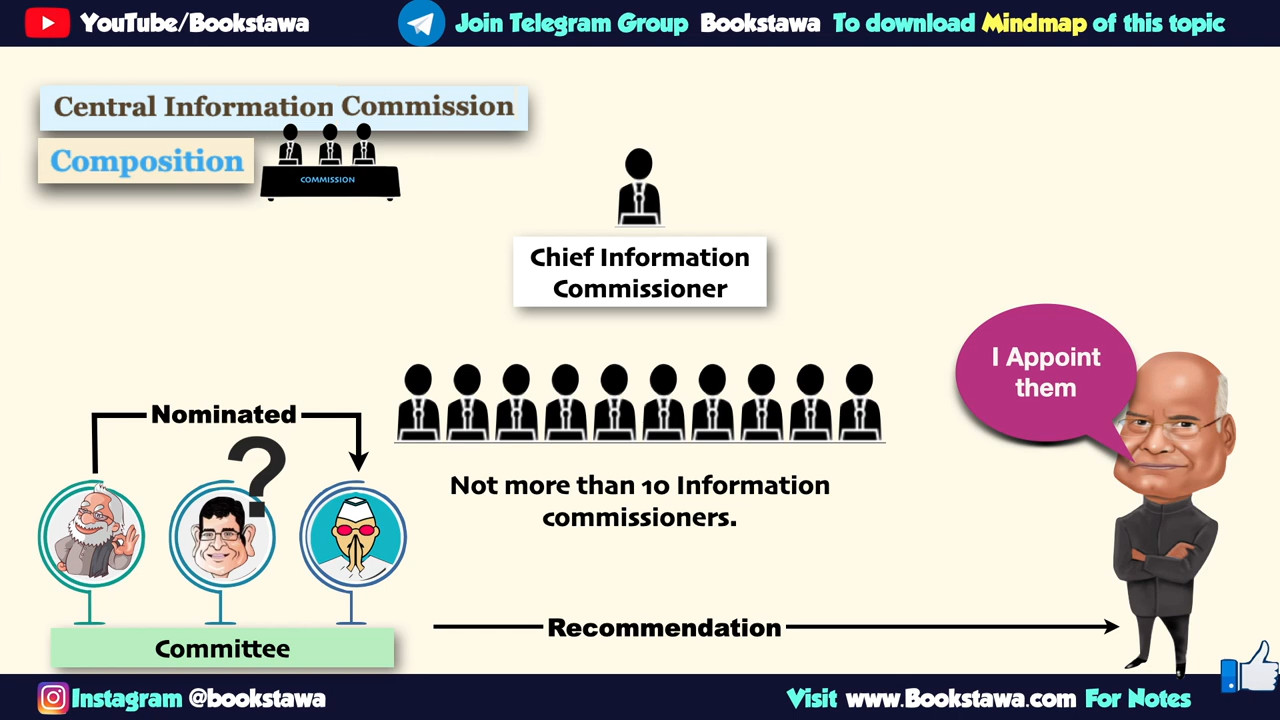 YouTube/Bookstawa
Join Telegram Group Bookstawa To download Mindmap of this topic
Central Information Commission
Composition
COMMISSION
Chief Information
Commissioner
I Appoint
them
Nominated
?
Not more than 10 Information
commissioners.
Recommendation
Committee
Instagram @bookstawa
Visit www.Bookstawa.com For Notes